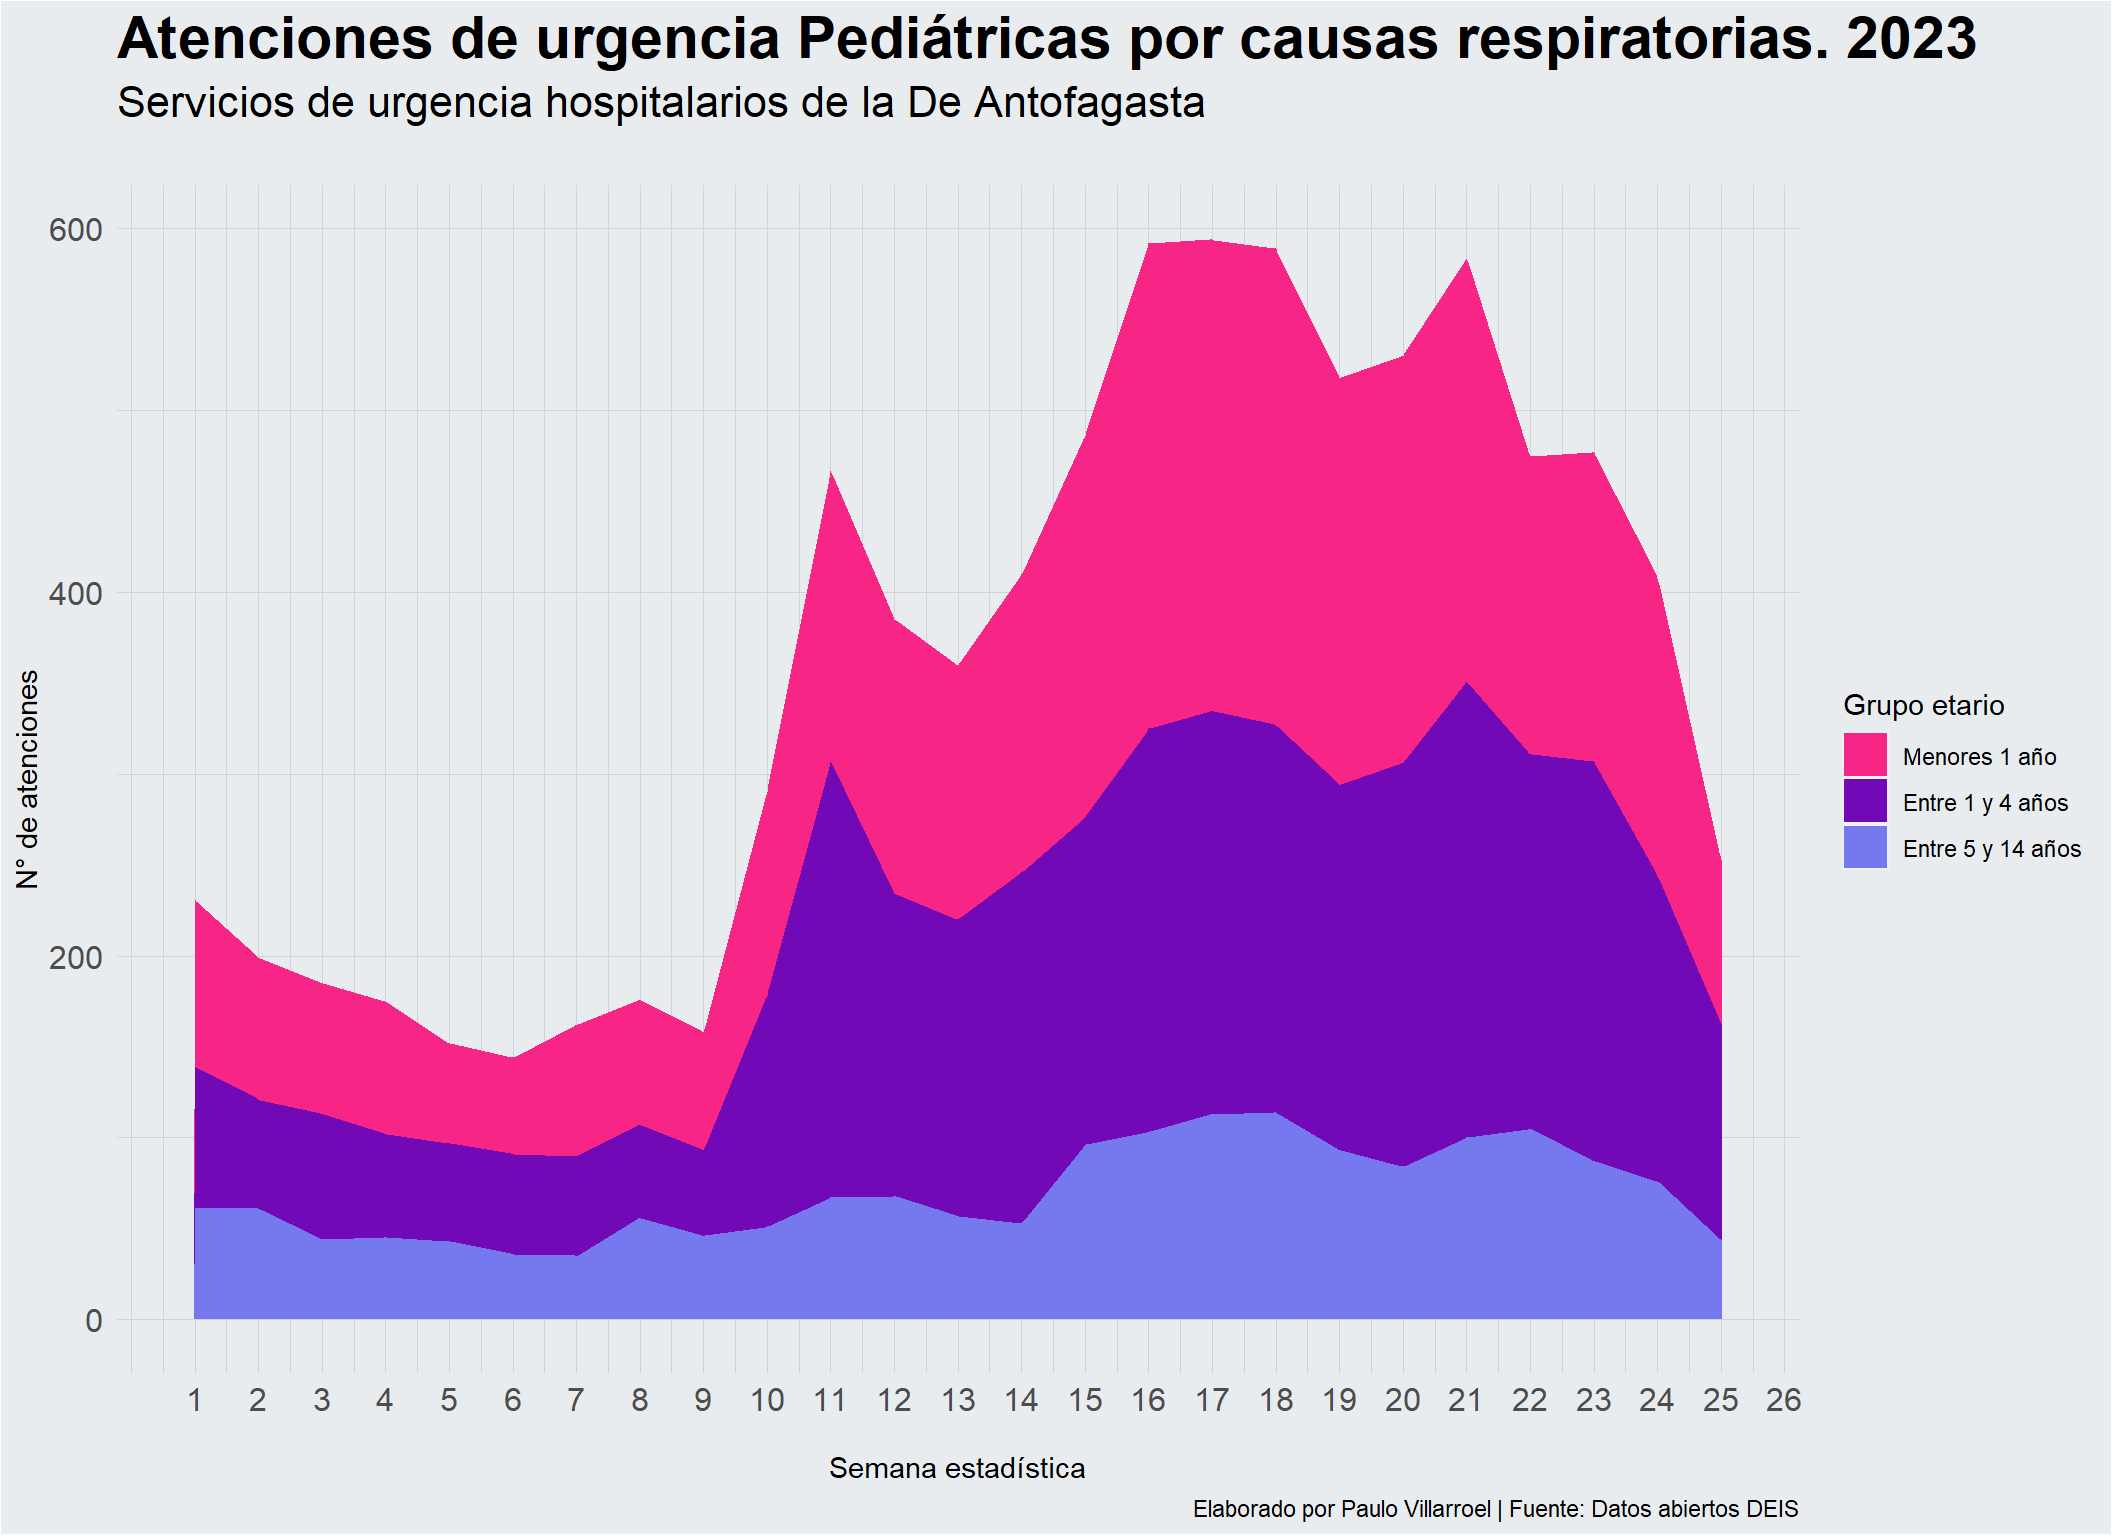 Atenciones de urgencia Pediátricas por causas respiratorias. 2023
Servicios de urgencia hospitalarios de la De Antofagasta
600
400
200
0
N° de atenciones
1 2 3 4 5 6 7 8 9 10 11 12 13 14 15 16 17 18 19 20 21 22 23 24 25 26
Semana estadística
Grupo etario
Menores 1 año
Entre 1 y 4 años
Entre 5 y 14 años
Elaborado por Paulo Villarroel | Fuente: Datos abiertos DEIS